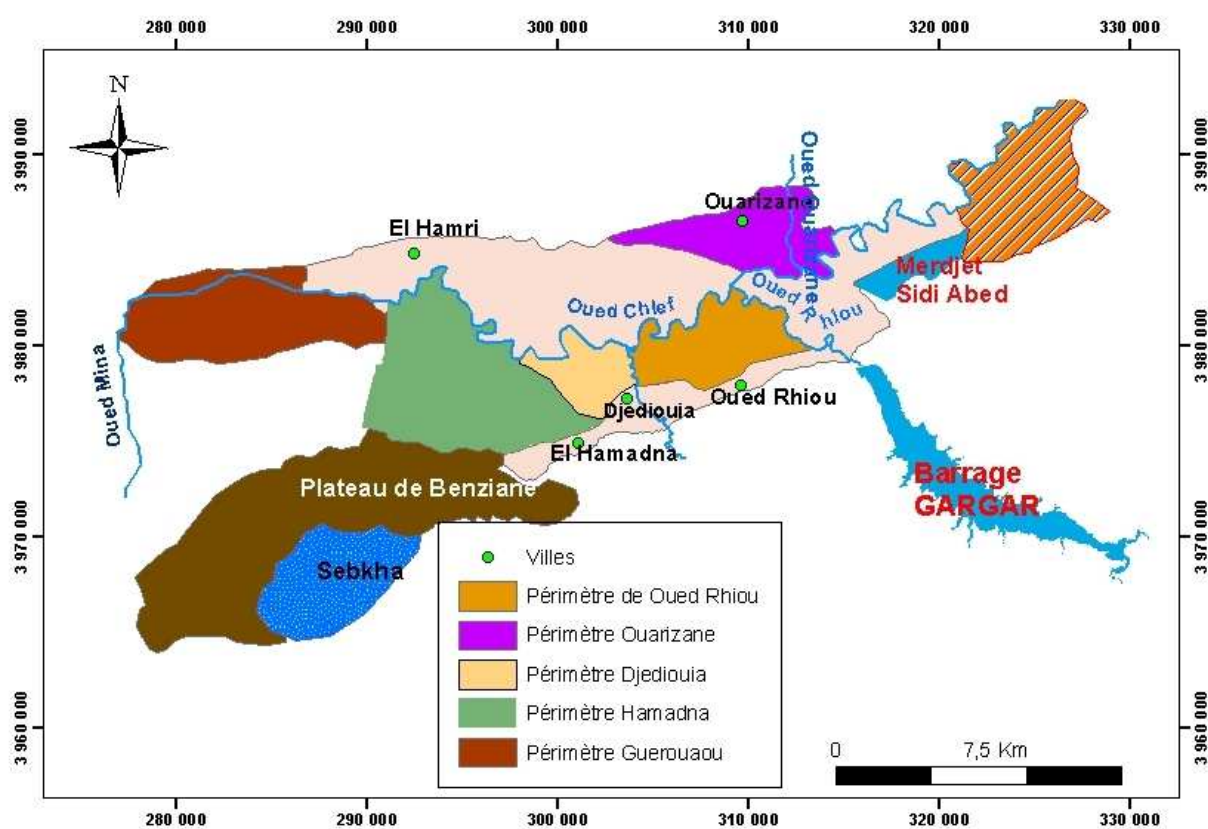 280 000 290 000 300 000 310 000 320 000 330 000
3 990 000
3 980 000
3 970 000
3 960 000
3 990 000
3 980 000
3 970 000
3 960 000
N
El Hamri
Ouarizane
Merdjet
Sidi Abed
Oued Chlef
Oued Rhiou
Oued Mina
Djediouia
Oued Rhiou
El Hamadna
Plateau de Benziane
Sebkha
Barrage
GARGAR
Villes
Périmètre de Oued Rhiou
Périmètre Ouarizane
Périmètre Djediouia
Périmètre Hamadna
Périmètre Guerouaou
0 7,5 Km
280 000 290 000 300 000 310 000 320 000 330 000